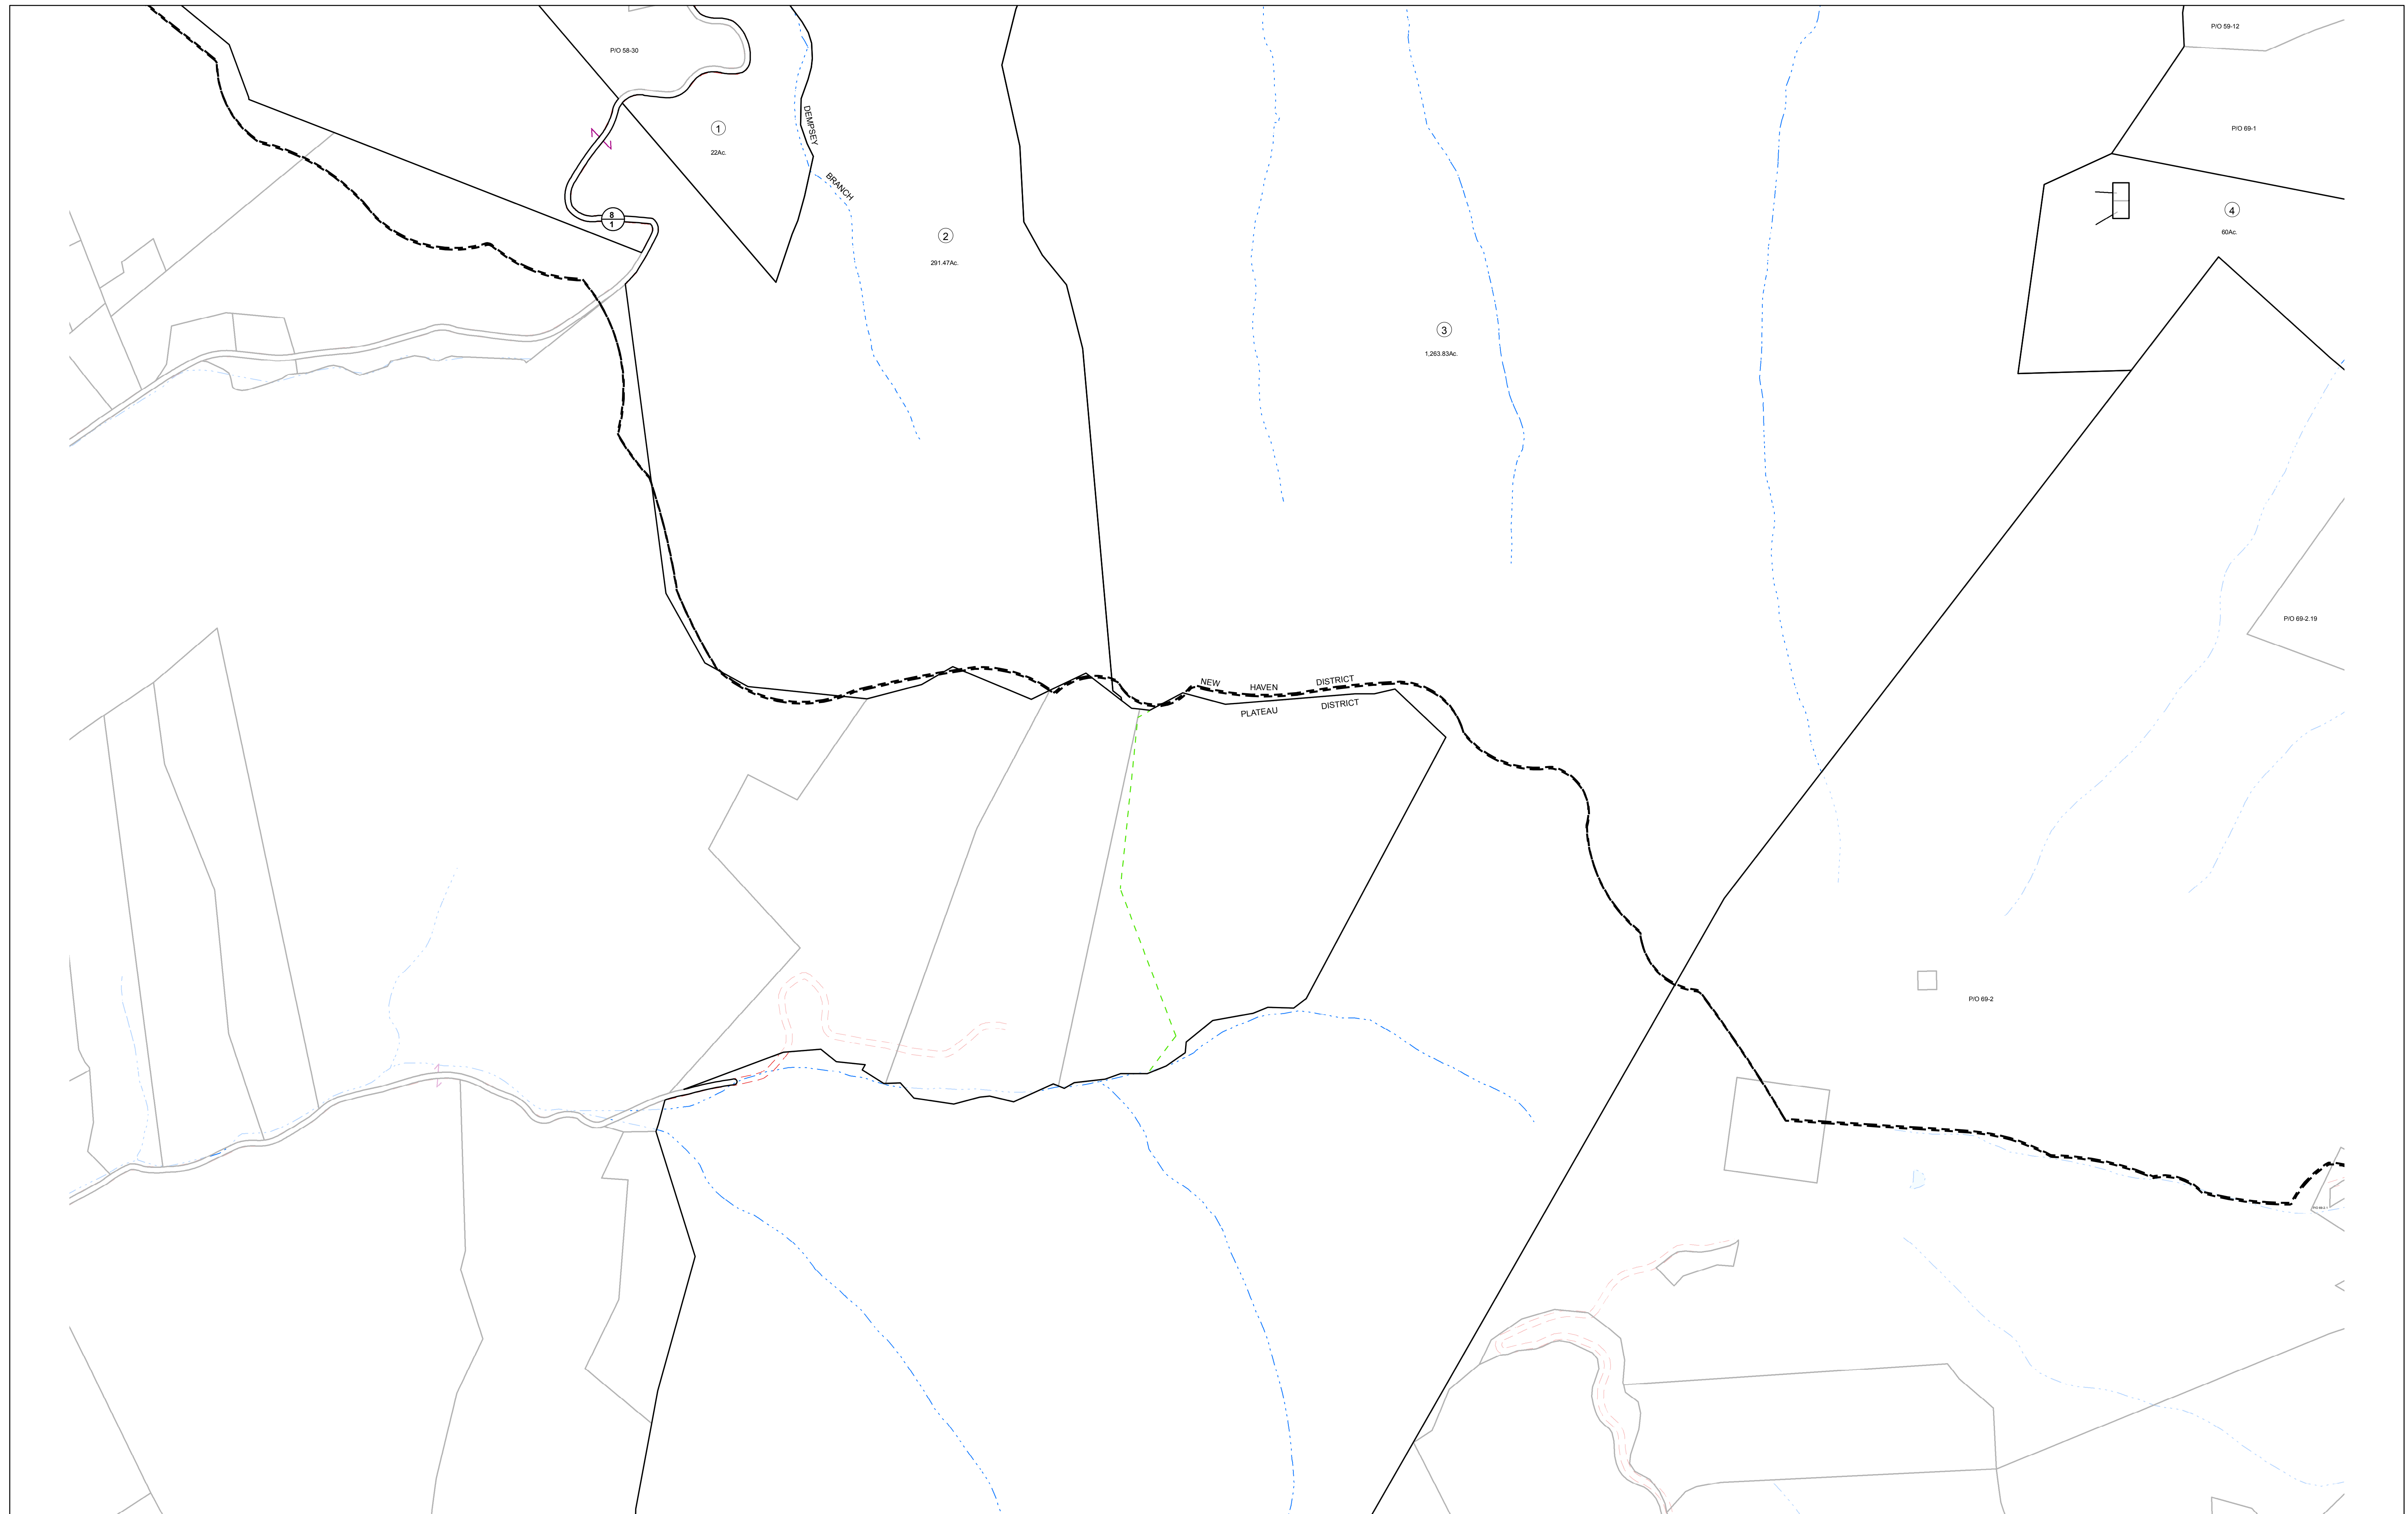 P/O 58-30
P/O 59-12
1
22Ac.
DEMPSEY
BRANCH
P/O 69-1
8
1
2
291.47Ac.
4
60Ac.
3
1,263.83Ac.
P/O 69-2.19
NEW HAVEN DISTRICT
PLATEAU DISTRICT
P/O 69-2